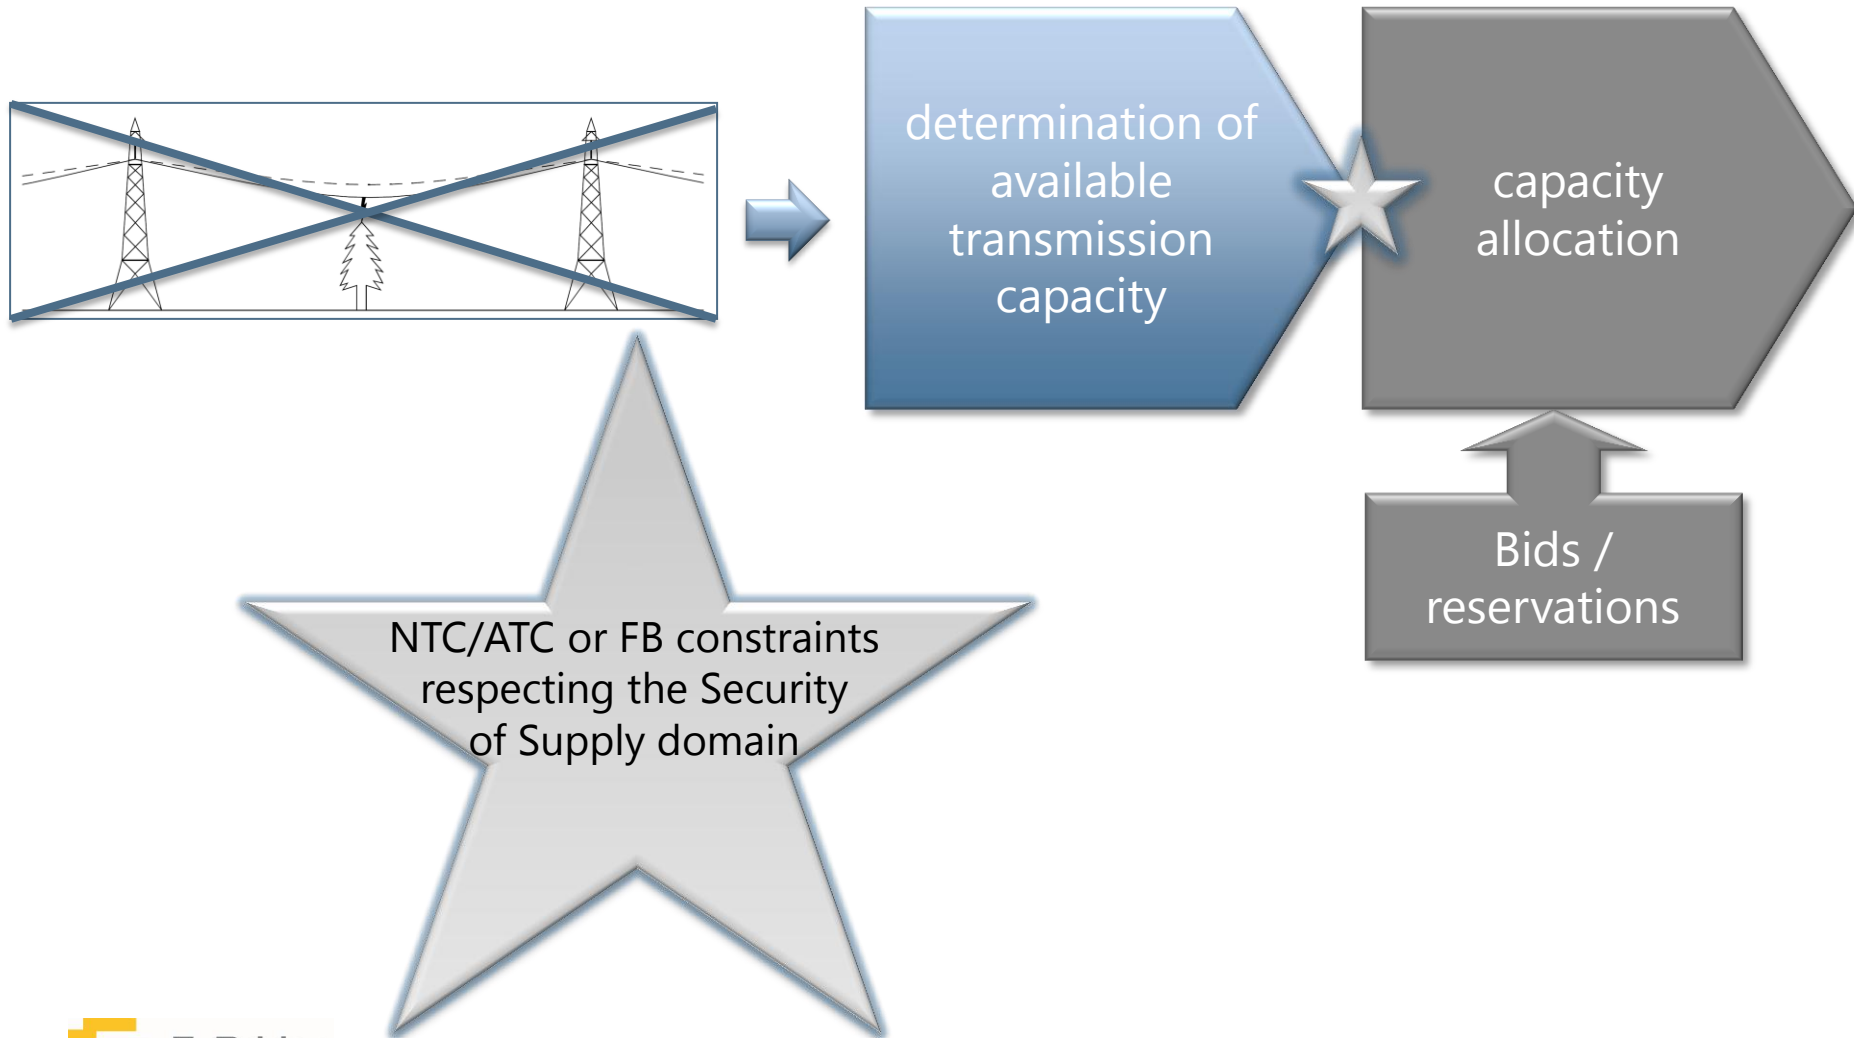 determination of
available
transmission
capacity
capacity
allocation
Bids /
reservations
NTC/ATC or FB constraints
respecting the Security
of Supply domain